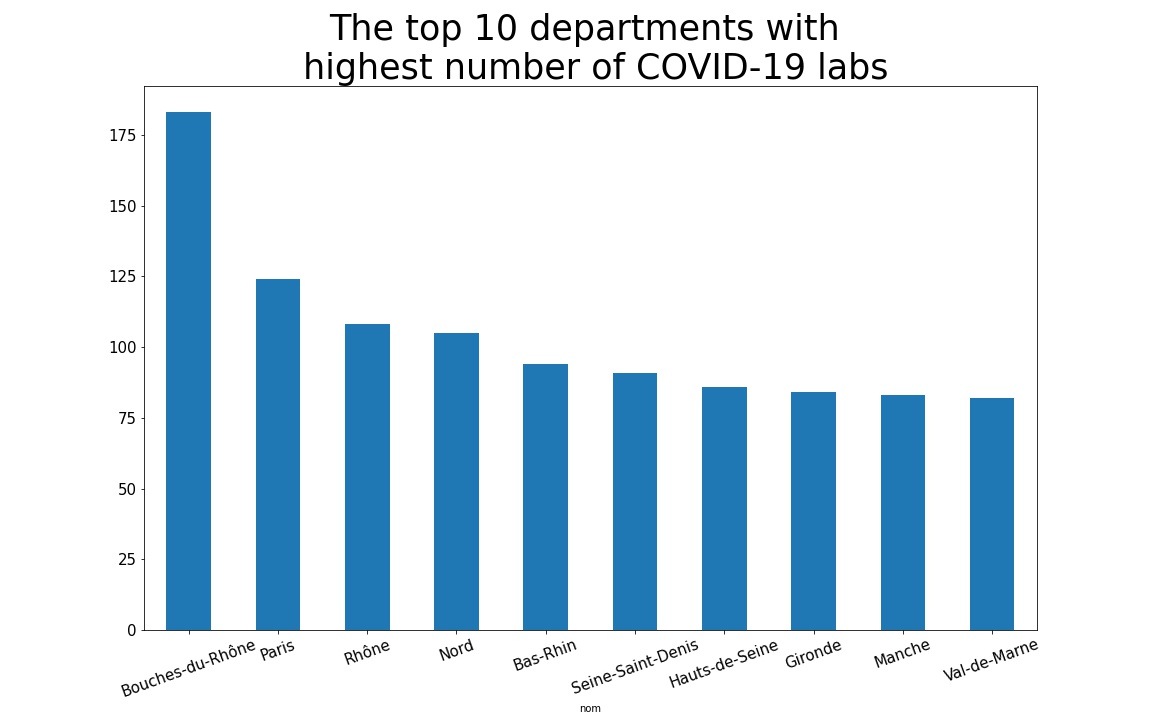 The top 10 departments with
highest number of COVID-19 labs
175
150
125
100
75
50
25
0
Bouches-du-Rhône
Paris
Rhône
Nord
Bas-Rhin
Seine-Saint-Denis
Hauts-de-Seine
Gironde
Manche
Val-de-Marne
nom